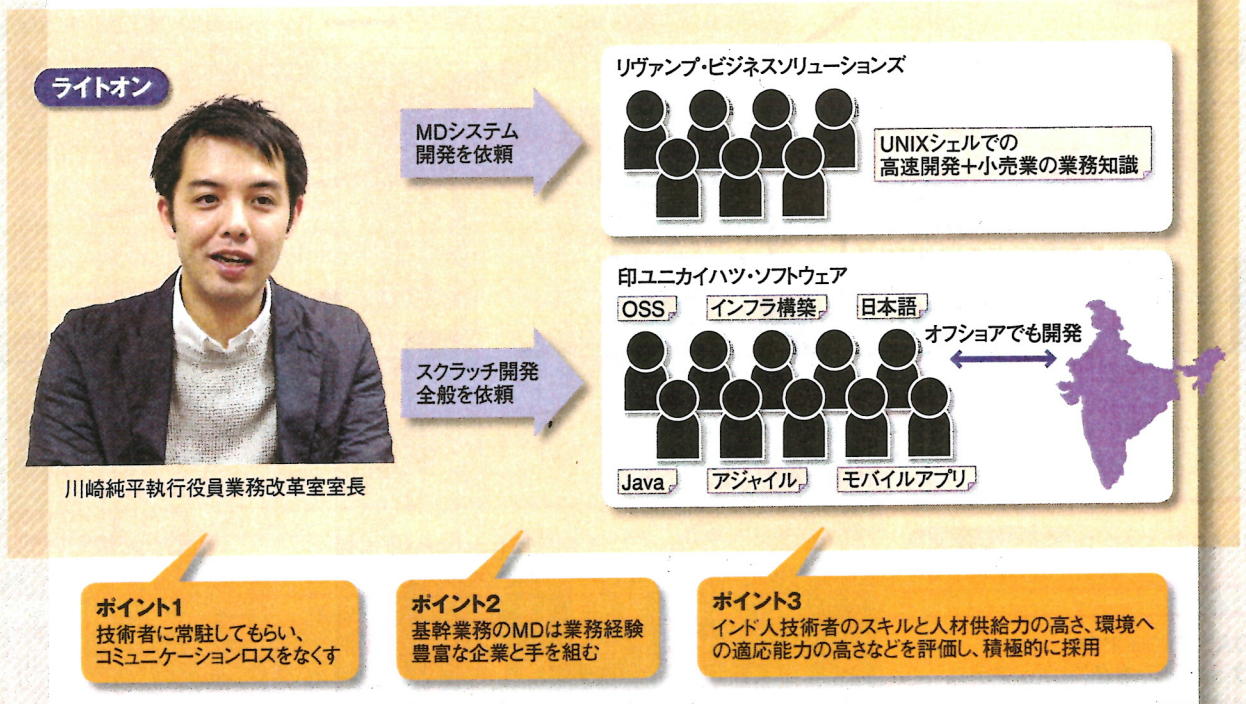 ライトオン
川崎純平執行役員業務改革室室長
MDシステム
開発を依頼
リヴァンプ・ビジネスソリューションズ
UNIXシェルでの
高速開発+小売業の業務知識
スクラッチ開発
全般を依頼
印ユニカイハツ・ソフトウェア
OSS
インフラ構築
日本語
オフショアでも開発
Java
アジャイル
モバイルアプリ
ポイント1
技術者に常駐してもらい、
コミュニケーションロスをなくす
ポイント2
基幹業務のMDは業務経験
豊富な企業と手を組む
ポイント3
インド人技術者のスキルと人材供給力の高さ、環境へ
の適応能力の高さなどを評価し、積極的に採用